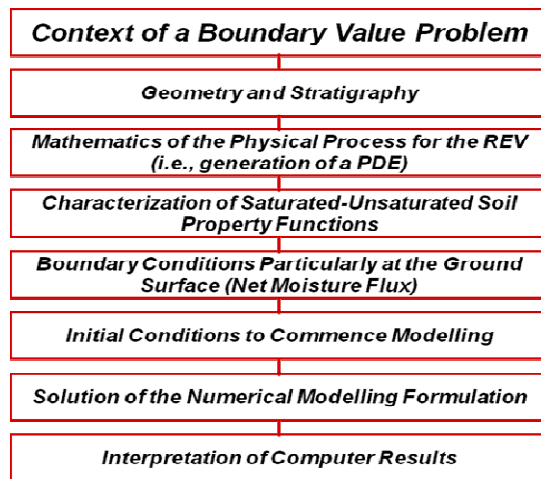 Context of a Boundary Value Problem
Geometry and Stratigraphy
Mathematics of the Physical Process for the REV
(i.e., generation of a PDE)
Characterization of Saturated-Unsaturated Soil
Property Functions
Boundary Conditions Particularly at the Ground
Surface (Net Moisture Flux)
Initial Conditions to Commence Modelling
Solution of the Numerical Modelling Formulation
Interpretation of Computer Results